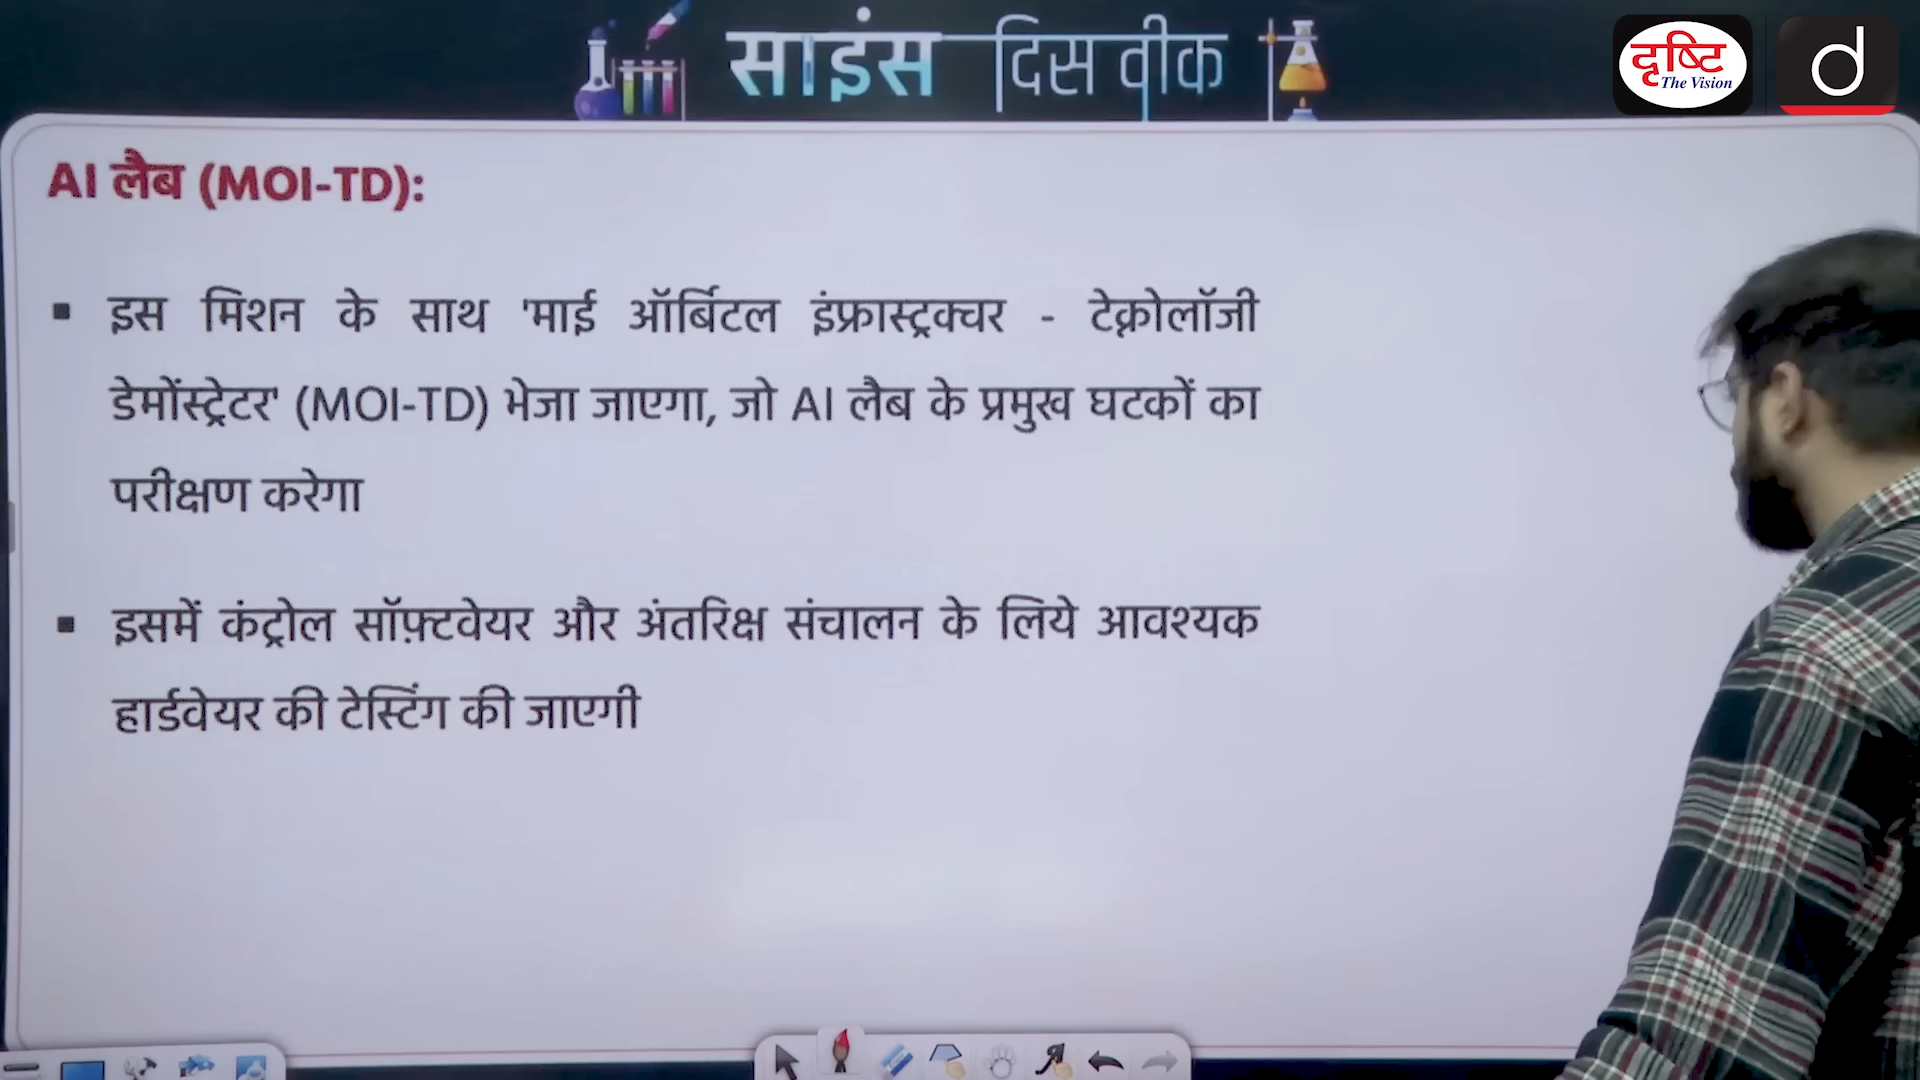 साइंस दिस वीक
दृष्टि
The Vision
d
AI लैब (MOI-TD):
▪ इस मिशन के साथ 'माई ऑर्बिटल इंफ्रास्ट्रक्चर - टेक्नोलॉजी
डेमोंस्ट्रेटर' (MOI-TD) भेजा जाएगा, जो AI लैब के प्रमुख घटकों का
परीक्षण करेगा
▪ इसमें कंट्रोल सॉफ़्टवेयर और अंतरिक्ष संचालन के लिये आवश्यक
हार्डवेयर की टेस्टिंग की जाएगी